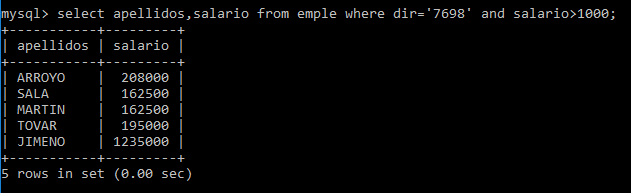 mysql> select apellidos,salario from emple where dir='7698' and salario>1000;
+-----------+---------+
| apellidos | salario |
+-----------+---------+
| ARROYO    |  208000 |
| SALA      |  162500 |
| MARTIN    |  162500 |
| TOVAR     |  195000 |
| JIMENO    | 1235000 |
+-----------+---------+
5 rows in set (0.00 sec)